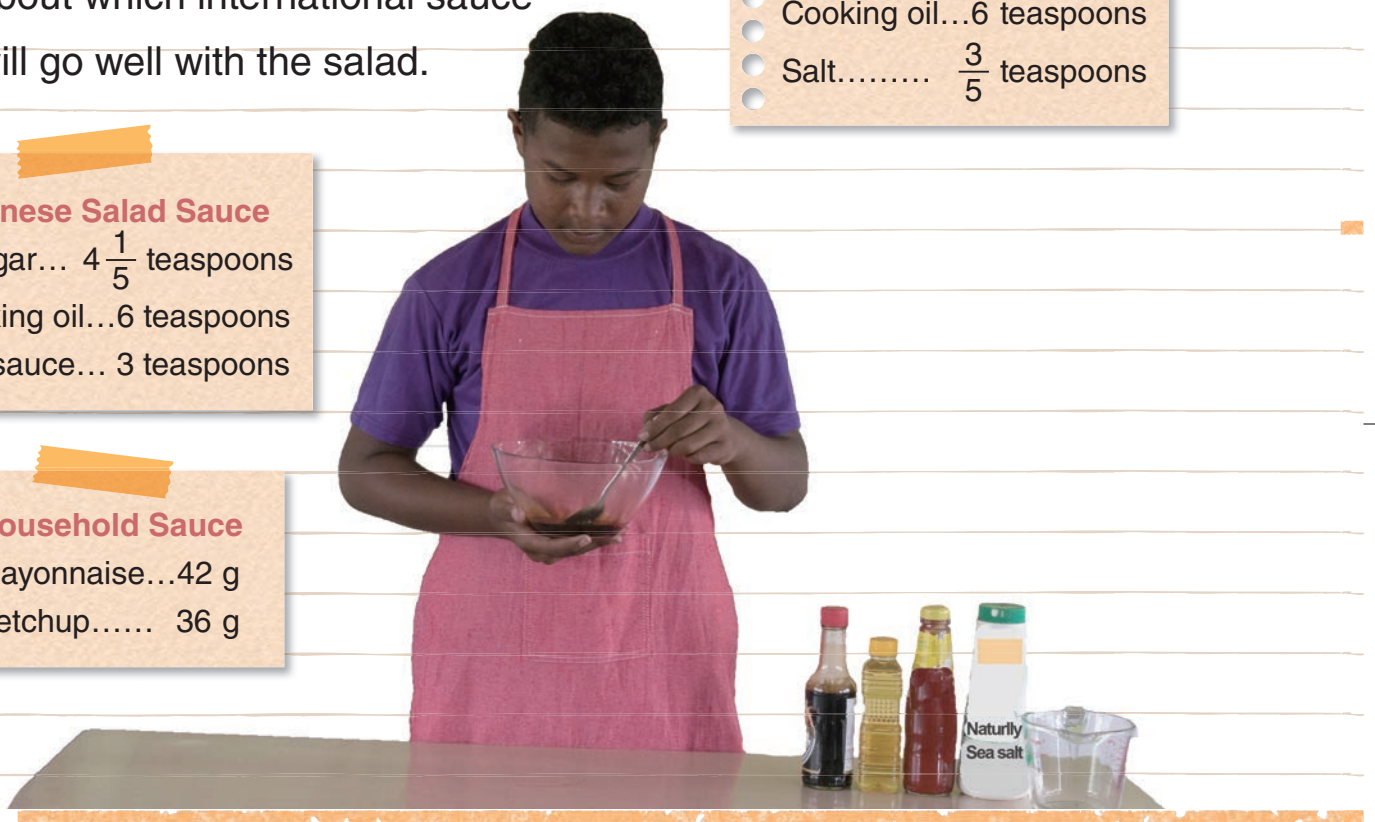 bout which international sauce
ill go well with the salad.
Cooking oil...6 teaspoons
Salt......... 3/5 teaspoons
nese Salad Sauce
gar... 4 1/5 teaspoons
ing oil...6 teaspoons
sauce... 3 teaspoons
ousehold Sauce
ayonnaise...42 g
etchup...... 36 g
Naturlly
Sea salt